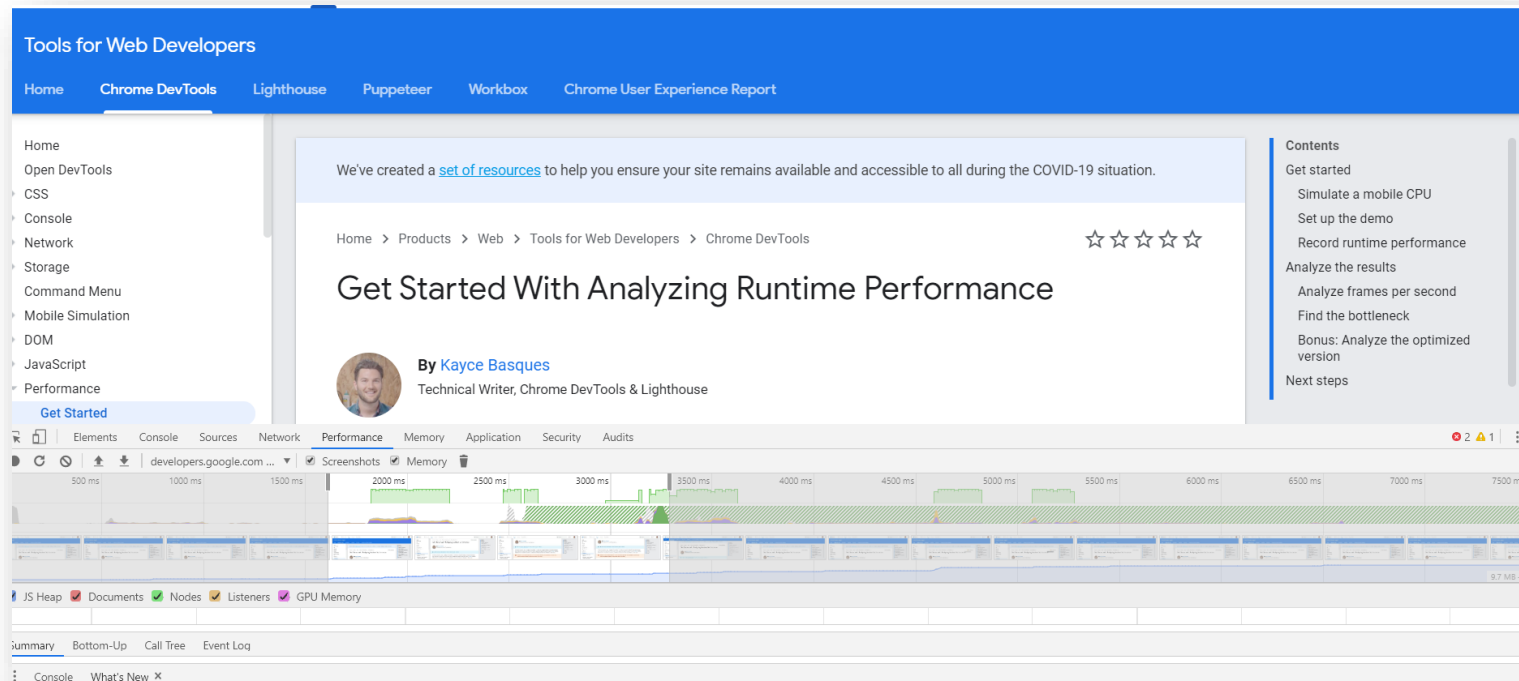 Tools for Web Developers
Home Chrome DevTools Lighthouse Puppeteer Workbox Chrome User Experience Report
Home
Open DevTools
CSS
Console
Network
Storage
Command Menu
Mobile Simulation
DOM
JavaScript
Performance
Get Started
We've created a set of resources to help you ensure your site remains available and accessible to all during the COVID-19 situation.
Home > Products > Web > Tools for Web Developers > Chrome DevTools
Get Started With Analyzing Runtime Performance
By Kayce Basques
Technical Writer, Chrome DevTools & Lighthouse
Contents
Get started
Simulate a mobile CPU
Set up the demo
Record runtime performance
Analyze the results
Analyze frames per second
Find the bottleneck
Bonus: Analyze the optimized
version
Next steps
Elements Console Sources Network Performance Memory Application Security Audits 2 1
developers.google.com ... Screenshots Memory
500 ms 1000 ms 1500 ms 2000 ms 2500 ms 3000 ms 3500 ms 4000 ms 4500 ms 5000 ms 5500 ms 6000 ms 6500 ms 7000 ms 7500 m
9.7 MB
JS Heap Documents Nodes Listeners GPU Memory
Summary Bottom-Up Call Tree Event Log
Console What's New ×